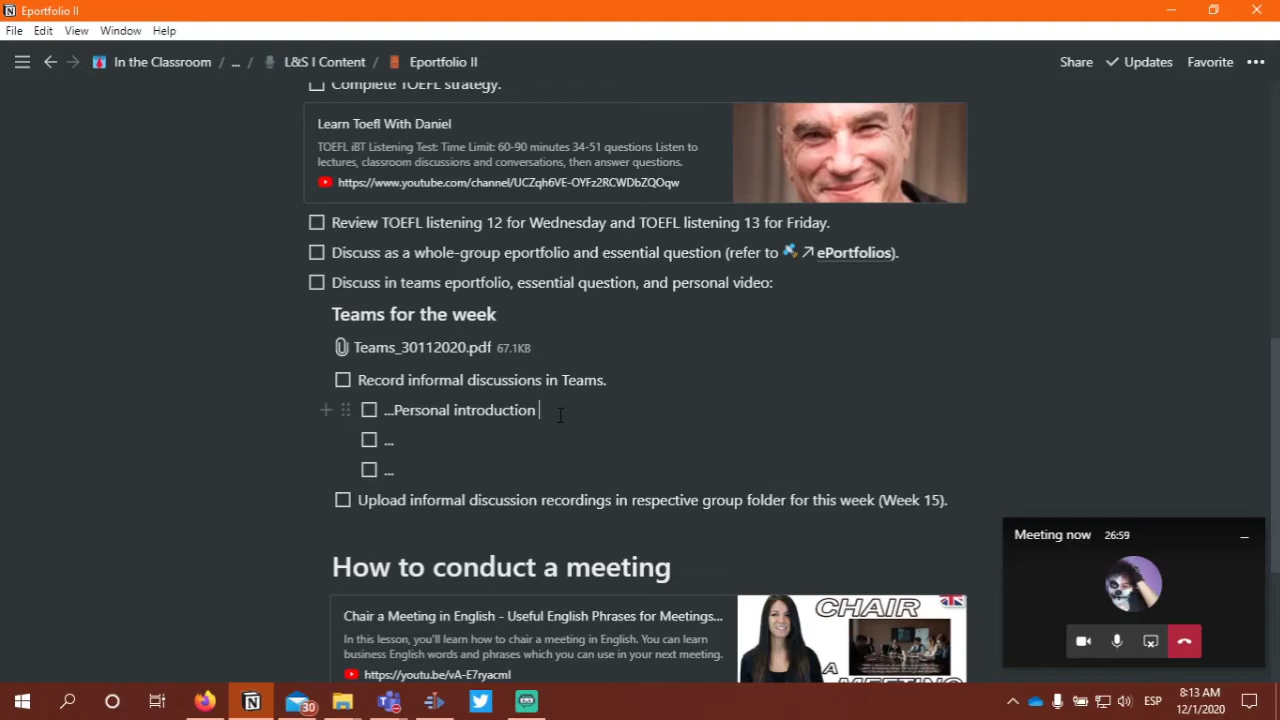 Eportfolio II
File Edit View Window Help
In the Classroom / ... / L&S I Content / Eportfolio II Share Updates Favorite
Complete TOEFL strategy.
Learn Toefl With Daniel
TOEFL iBT Listening Test: Time Limit: 60-90 minutes 34-51 questions Listen to
lectures, classroom discussions and conversations, then answer questions.
https://www.youtube.com/channel/UCZqh6VE-OYFz2RCWDbZQOqw
Review TOEFL listening 12 for Wednesday and TOEFL listening 13 for Friday.
Discuss as a whole-group eportfolio and essential question (refer to ePortfolios).
Discuss in teams eportfolio, essential question, and personal video:
Teams for the week
Teams_30112020.pdf 67.1KB
Record informal discussions in Teams.
...Personal introduction
...
...
Upload informal discussion recordings in respective group folder for this week (Week 15).
Meeting now 26:59
How to conduct a meeting
Chair a Meeting in English - Useful English Phrases for Meetings...
In this lesson, you'll learn how to chair a meeting in English. You can learn
business English words and phrases which you can use in your next meeting.
https://youtu.be/vA-E7ryacmI
CHAIR
A
MEETING
30
ESP
8:13 AM
12/1/2020